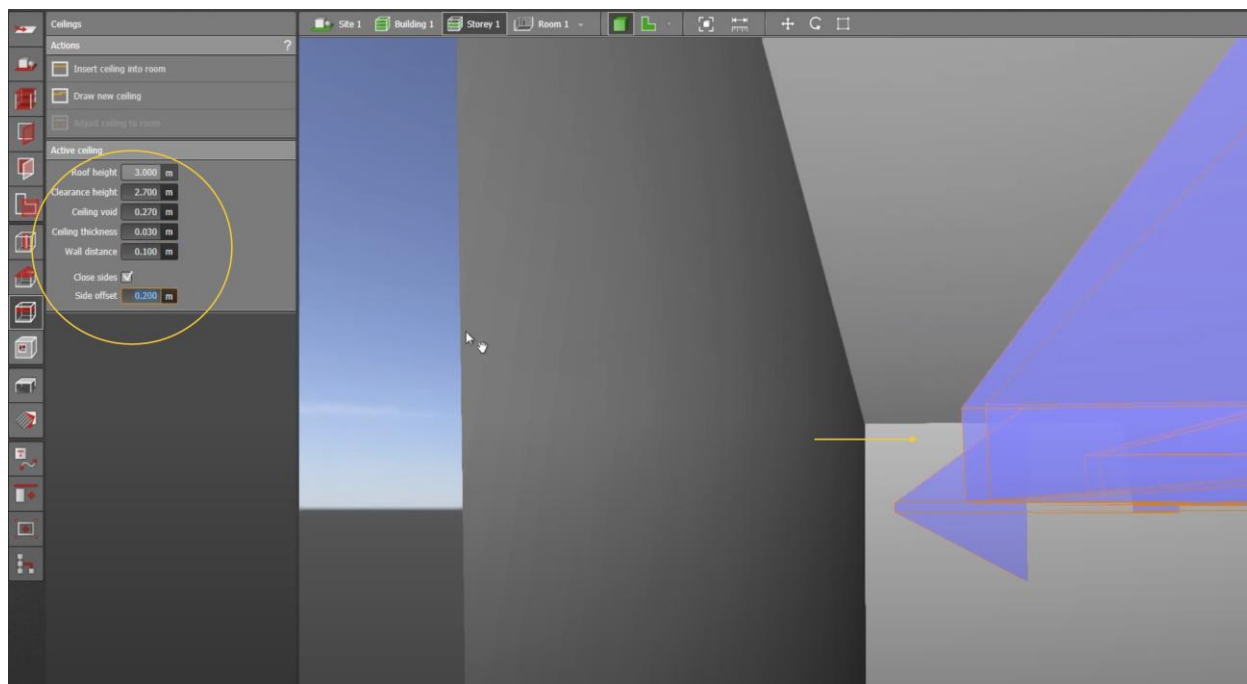 Ceilings
Site 1 Building 1 Storey 1 Room 1
Actions ?
Insert ceiling into room
Draw new ceiling
Adjust ceiling to room
Active ceiling
Roof height 3.000 m
Clearance height 2.700 m
Ceiling void 0.270 m
Ceiling thickness 0.030 m
Wall distance 0.100 m
Close sides
Side offset 0.200 m